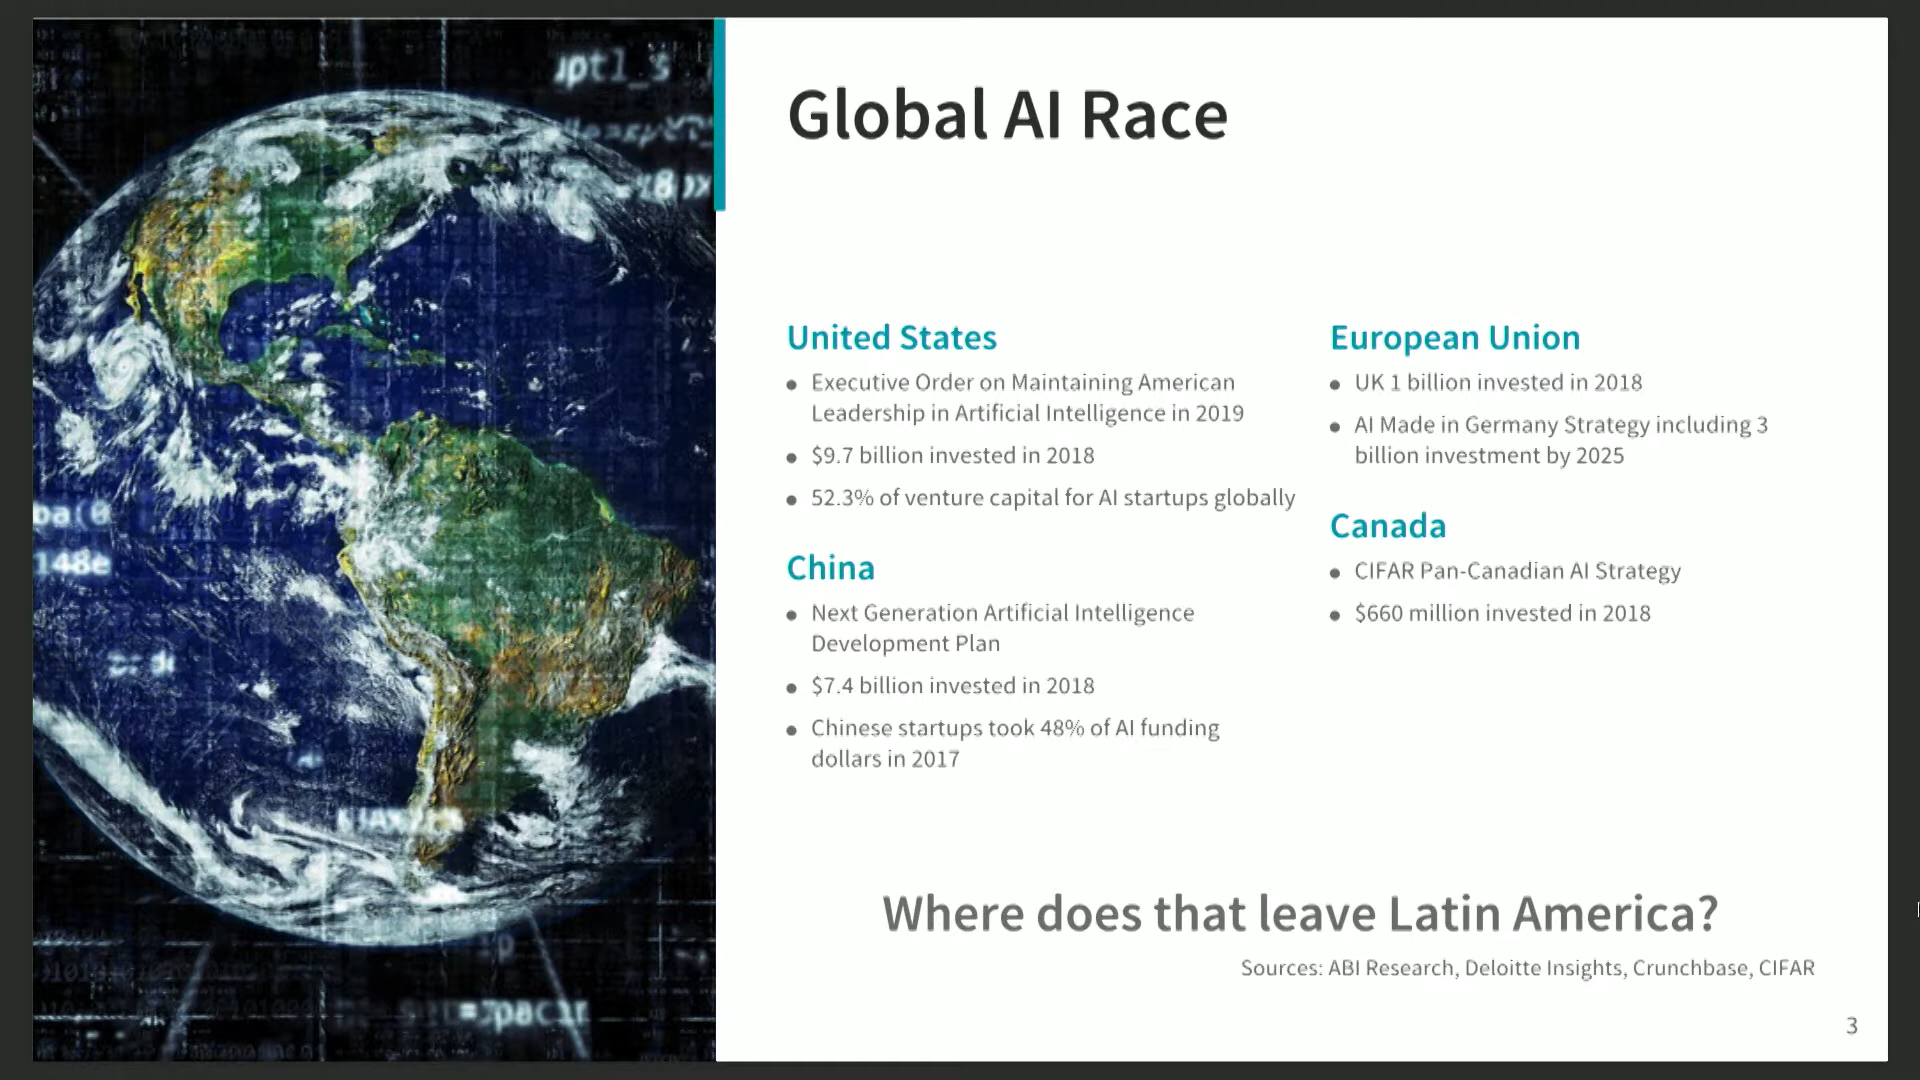 Global AI Race
United States
Executive Order on Maintaining American
Leadership in Artificial Intelligence in 2019
$9.7 billion invested in 2018
52.3% of venture capital for AI startups globally
China
Next Generation Artificial Intelligence
Development Plan
$7.4 billion invested in 2018
Chinese startups took 48% of AI funding
dollars in 2017
European Union
UK 1 billion invested in 2018
AI Made in Germany Strategy including 3
billion investment by 2025
Canada
CIFAR Pan-Canadian AI Strategy
$660 million invested in 2018
Where does that leave Latin America?
Sources: ABI Research, Deloitte Insights, Crunchbase, CIFAR
3
148e